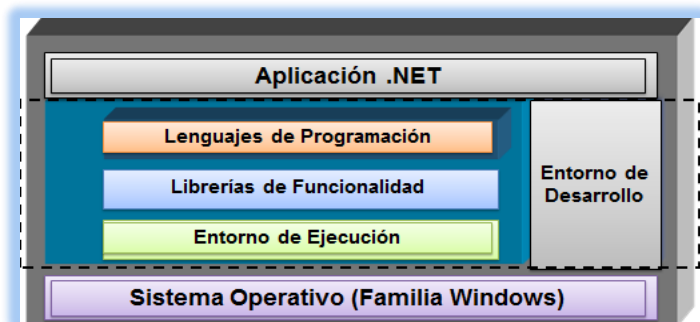 Aplicación .NET
Lenguajes de Programación
Librerías de Funcionalidad
Entorno de Ejecución
Entorno de
Desarrollo
Sistema Operativo (Familia Windows)